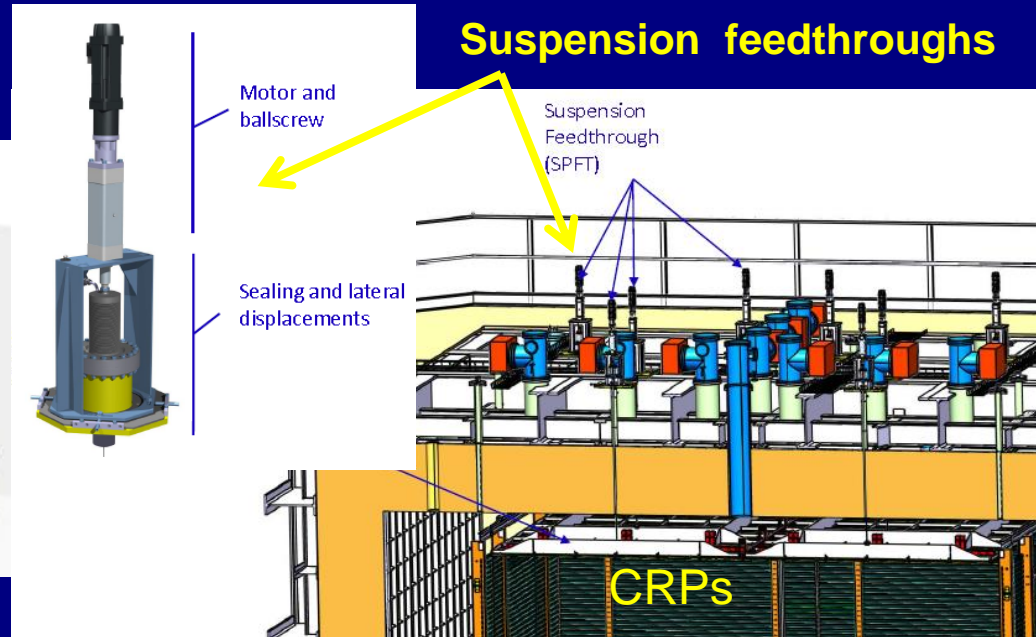 Suspension feedthroughs
Motor and
ballscrew
Suspension
Feedthrough
(SPFT)
Sealing and lateral
displacements
CRPs